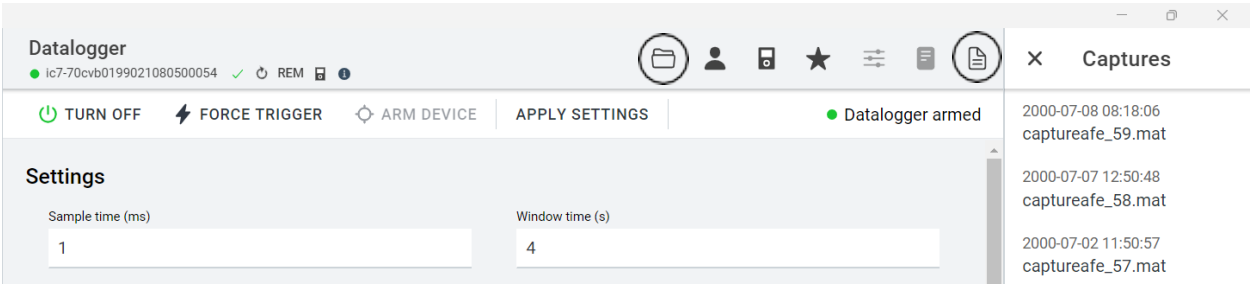 Datalogger
ic7-70cvb0199021080500054 REM
TURN OFF FORCE TRIGGER ARM DEVICE APPLY SETTINGS Datalogger armed
Settings
Sample time (ms) Window time (s)
1 4
Captures
2000-07-08 08:18:06
captureafe_59.mat
2000-07-07 12:50:48
captureafe_58.mat
2000-07-02 11:50:57
captureafe_57.mat